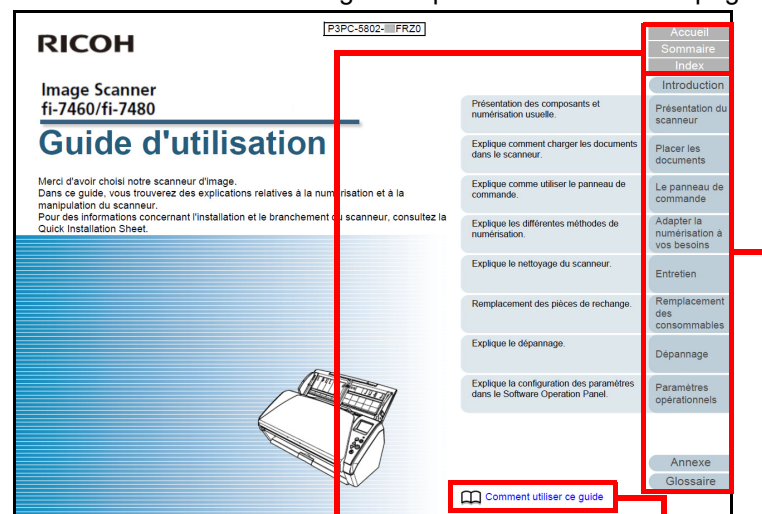 P3PC-5802-
FRZ0
RICOH
Image Scanner
fi-7460/fi-7480
Guide d'utilisation
Merci d'avoir choisi notre scanneur d'image.
Dans ce guide, vous trouverez des explications relatives à la numérisation et à la
manipulation du scanneur.
Pour des informations concernant l'installation et le branchement du scanneur, consultez la
Quick Installation Sheet.
Accueil
Sommaire
Index
Introduction
Présentation des composants et
numérisation usuelle.
Présentation du
scanneur
Explique comment charger les documents
dans le scanneur.
Placer les
documents
Explique comme utiliser le panneau de
commande.
Le panneau de
commande
Explique les différentes méthodes de
numérisation.
Adapter la
numérisation à
vos besoins
Explique le nettoyage du scanneur.
Entretien
Remplacement des pièces de rechange.
Remplacement
des
consommables
Explique le dépannage.
Dépannage
Explique la configuration des paramètres
dans le Software Operation Panel.
Paramètres
opérationnels
Annexe
Glossaire
Comment utiliser ce guide